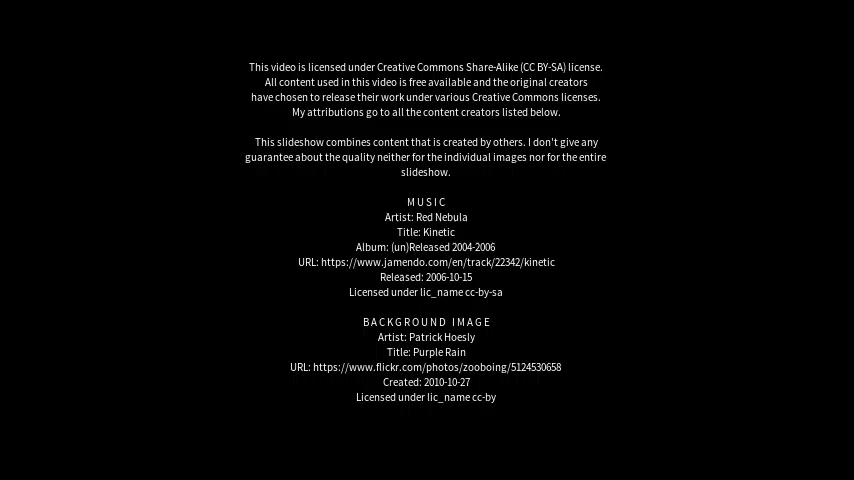 This video is licensed under Creative Commons Share-Alike (CC BY-SA) license.
All content used in this video is free available and the original creators
have chosen to release their work under various Creative Commons licenses.
My attributions go to all the content creators listed below.
This slideshow combines content that is created by others. I don't give any
guarantee about the quality neither for the individual images nor for the entire
slideshow.
MUSIC
Artist: Red Nebula
Title: Kinetic
Album: (un)Released 2004-2006
URL: https://www.jamendo.com/en/track/22342/kinetic
Released: 2006-10-15
Licensed under lic_name cc-by-sa
BACKGROUND IMAGE
Artist: Patrick Hoesly
Title: Purple Rain
URL: https://www.flickr.com/photos/zooboing/5124530658
Created: 2010-10-27
Licensed under lic_name cc-by